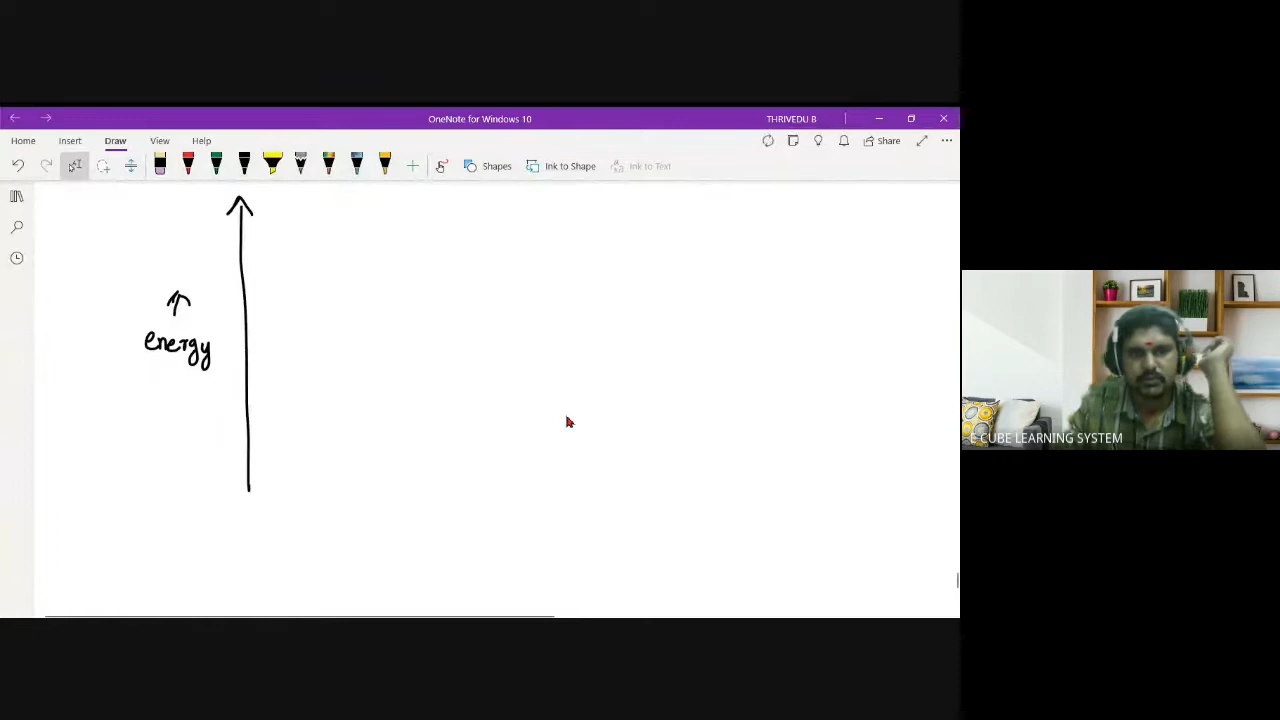 OneNote for Windows 10
THRIVEDU B
Home Insert Draw View Help
Share
Shapes Ink to Shape Ink to Text
energy
E CUBE LEARNING SYSTEM